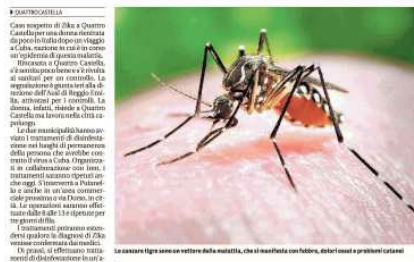 QUATTRO CASTELLA
Caso sospetto di Zika a Quattro
Castella per una donna rientrata
da poco in Italia dopo un viaggio
a Cuba, nazione in cui è in corso
un'epidemia di questa malattia.
Rincasata a Quattro Castella,
s'è sentita poco bene e s'è rivolta
ai sanitari per un controllo. La
segnalazione è giunta ieri alla di-
rezione dell'Ausl di Reggio Emi-
lia, attivatasi per i controlli. La
donna, infatti, risiede a Quattro
Castella ma lavora nella città ca-
poluogo.
Le due municipalità hanno av-
viato i trattamenti di disinfesta-
zione nei luoghi di permanenza
della persona che avrebbe con-
tratto il virus a Cuba. Organizza-
ti in collaborazione con Iren, i
trattamenti saranno ripetuti an-
che oggi. S'interverrà a Puianel-
lo e anche in un'area commer-
ciale prossima a via Dorso, in cit-
tà. Le operazioni saranno effet-
tuate dalle 8 alle 13 e ripetute per
tre giorni di fila.
I trattamenti potranno esten-
dersi qualora la diagnosi di Zika
venisse confermata dai medici.
Di prassi, si effettuano tratta-
menti di disinfestazione in un'a-
Le zanzare tigre sono un vettore della malattia, che si manifesta con febbre, dolori ossei e problemi cutanei